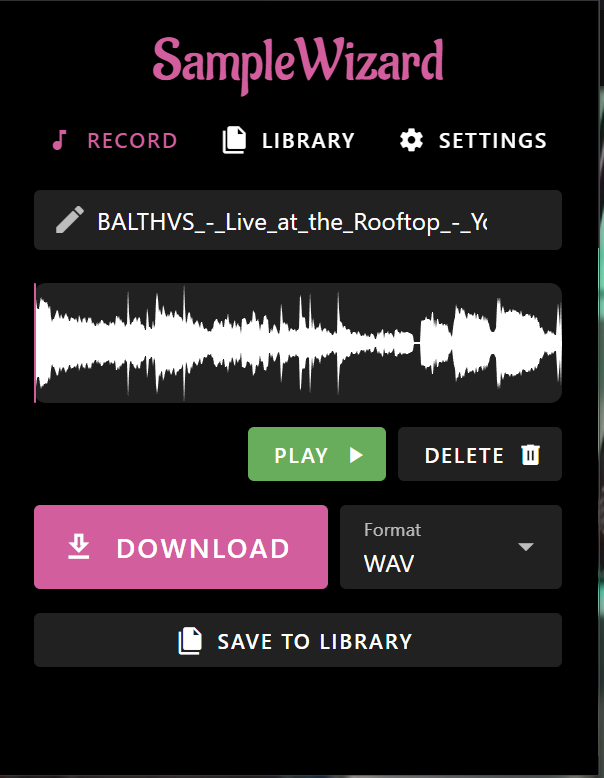 SampleWizard
RECORD LIBRARY SETTINGS
BALTHVS_-_Live_at_the_Rooftop_-_Yo
PLAY DELETE
DOWNLOAD
Format
WAV
SAVE TO LIBRARY